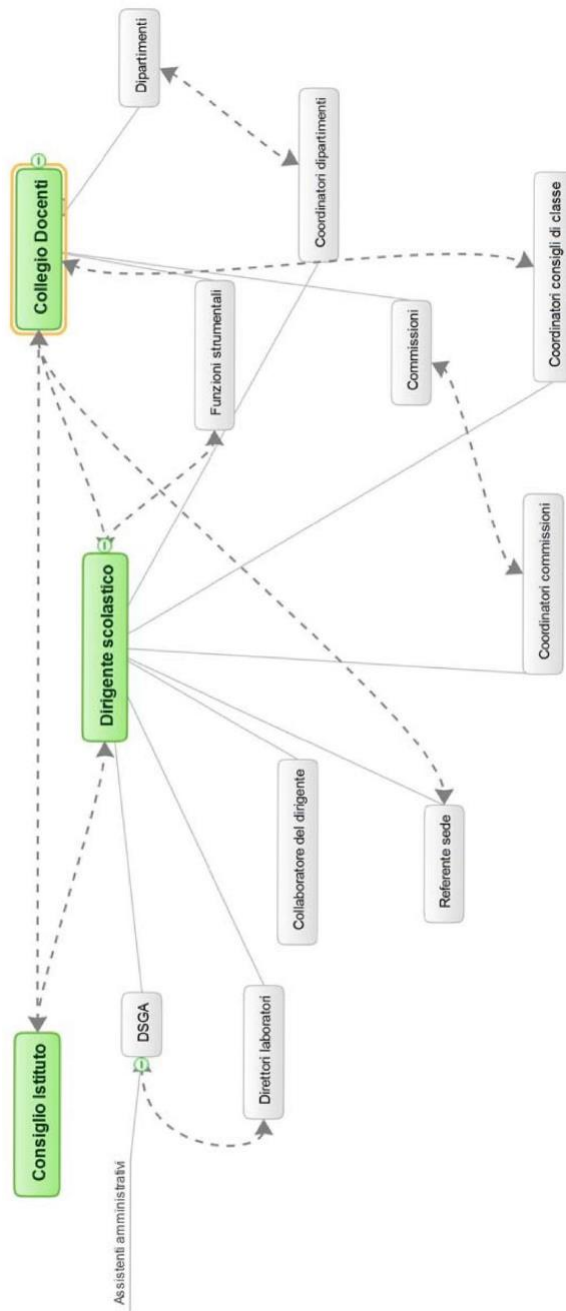 Consiglio Istituto
Dirigente scolastico
Collegio Docenti
Assistenti amministrativi
DSGA
Direttori laboratori
Collaboratore del dirigente
Referente sede
Coordinatori commissioni
Commissioni
Funzioni strumentali
Coordinatori consigli di classe
Coordinatori dipartimenti
Dipartimenti